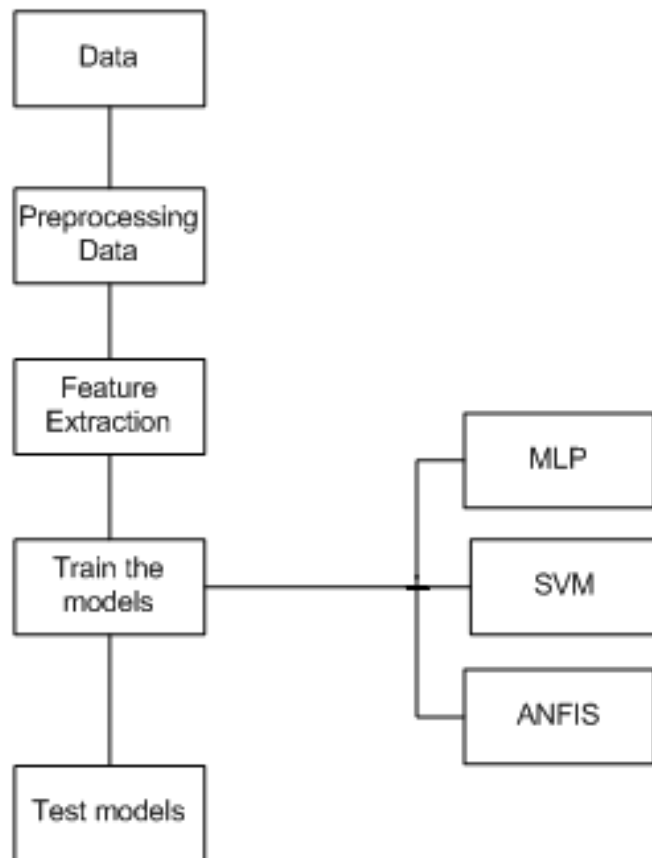 Data
Preprocessing
Data
Feature
Extraction
Train the
models
Test models
MLP
SVM
ANFIS